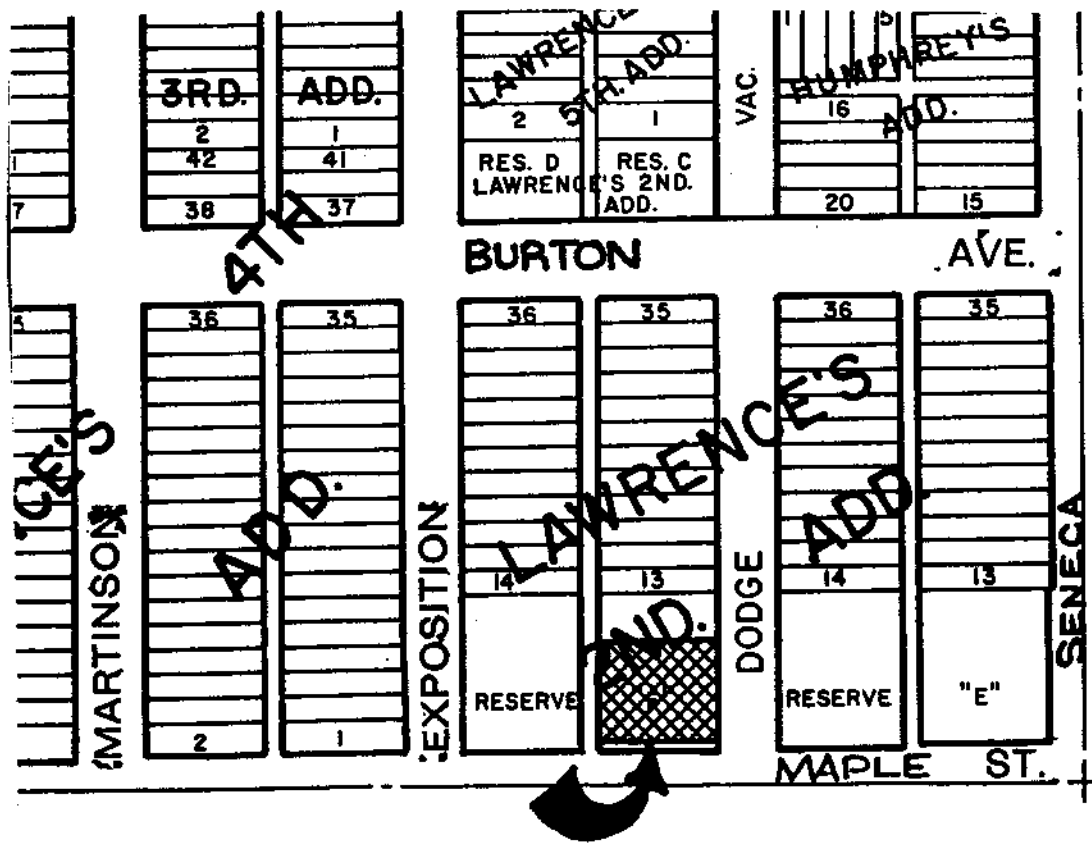 LAWRENCE
5TH. ADD.
1
5
HUMPHREY'S
ADD.
3RD. ADD.
2
1
42
41
2
1
VAC.
16
1
RES. D
RES. C
LAWRENCE'S 2ND.
ADD.
7
38
37
20
15
4TH
BURTON AVE.
36
35
36
35
36
35
'CE'S
ADD.
LAWRENCE'S
ADD.
2ND.
MARTINSON
EXPOSITION
DODGE
SENECA
14
13
14
13
RESERVE
RESERVE
"E"
2
1
MAPLE ST.